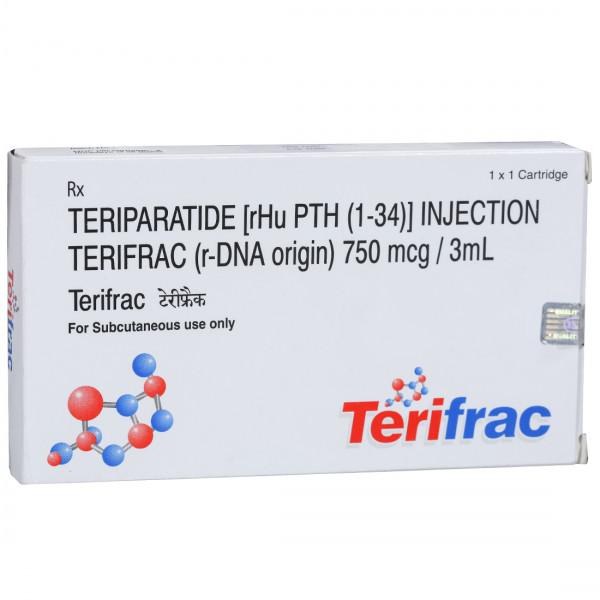 Rx
1 x 1 Cartridge
TERIPARATIDE [rHu PTH (1-34)] INJECTION
TERIFRAC (r-DNA origin) 750 mcg / 3mL
Terifrac टेरीफ्रैक
For Subcutaneous use only
Terifrac
Terifrac